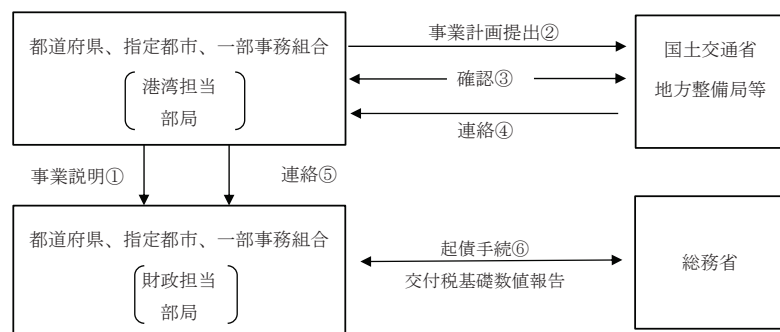 都道府県、指定都市、一部事務組合
港湾担当
部局
事業計画提出②
確認③
連絡④
国土交通省
地方整備局等
事業説明①
連絡⑤
都道府県、指定都市、一部事務組合
財政担当
部局
起債手続⑥
交付税基礎数値報告
総務省